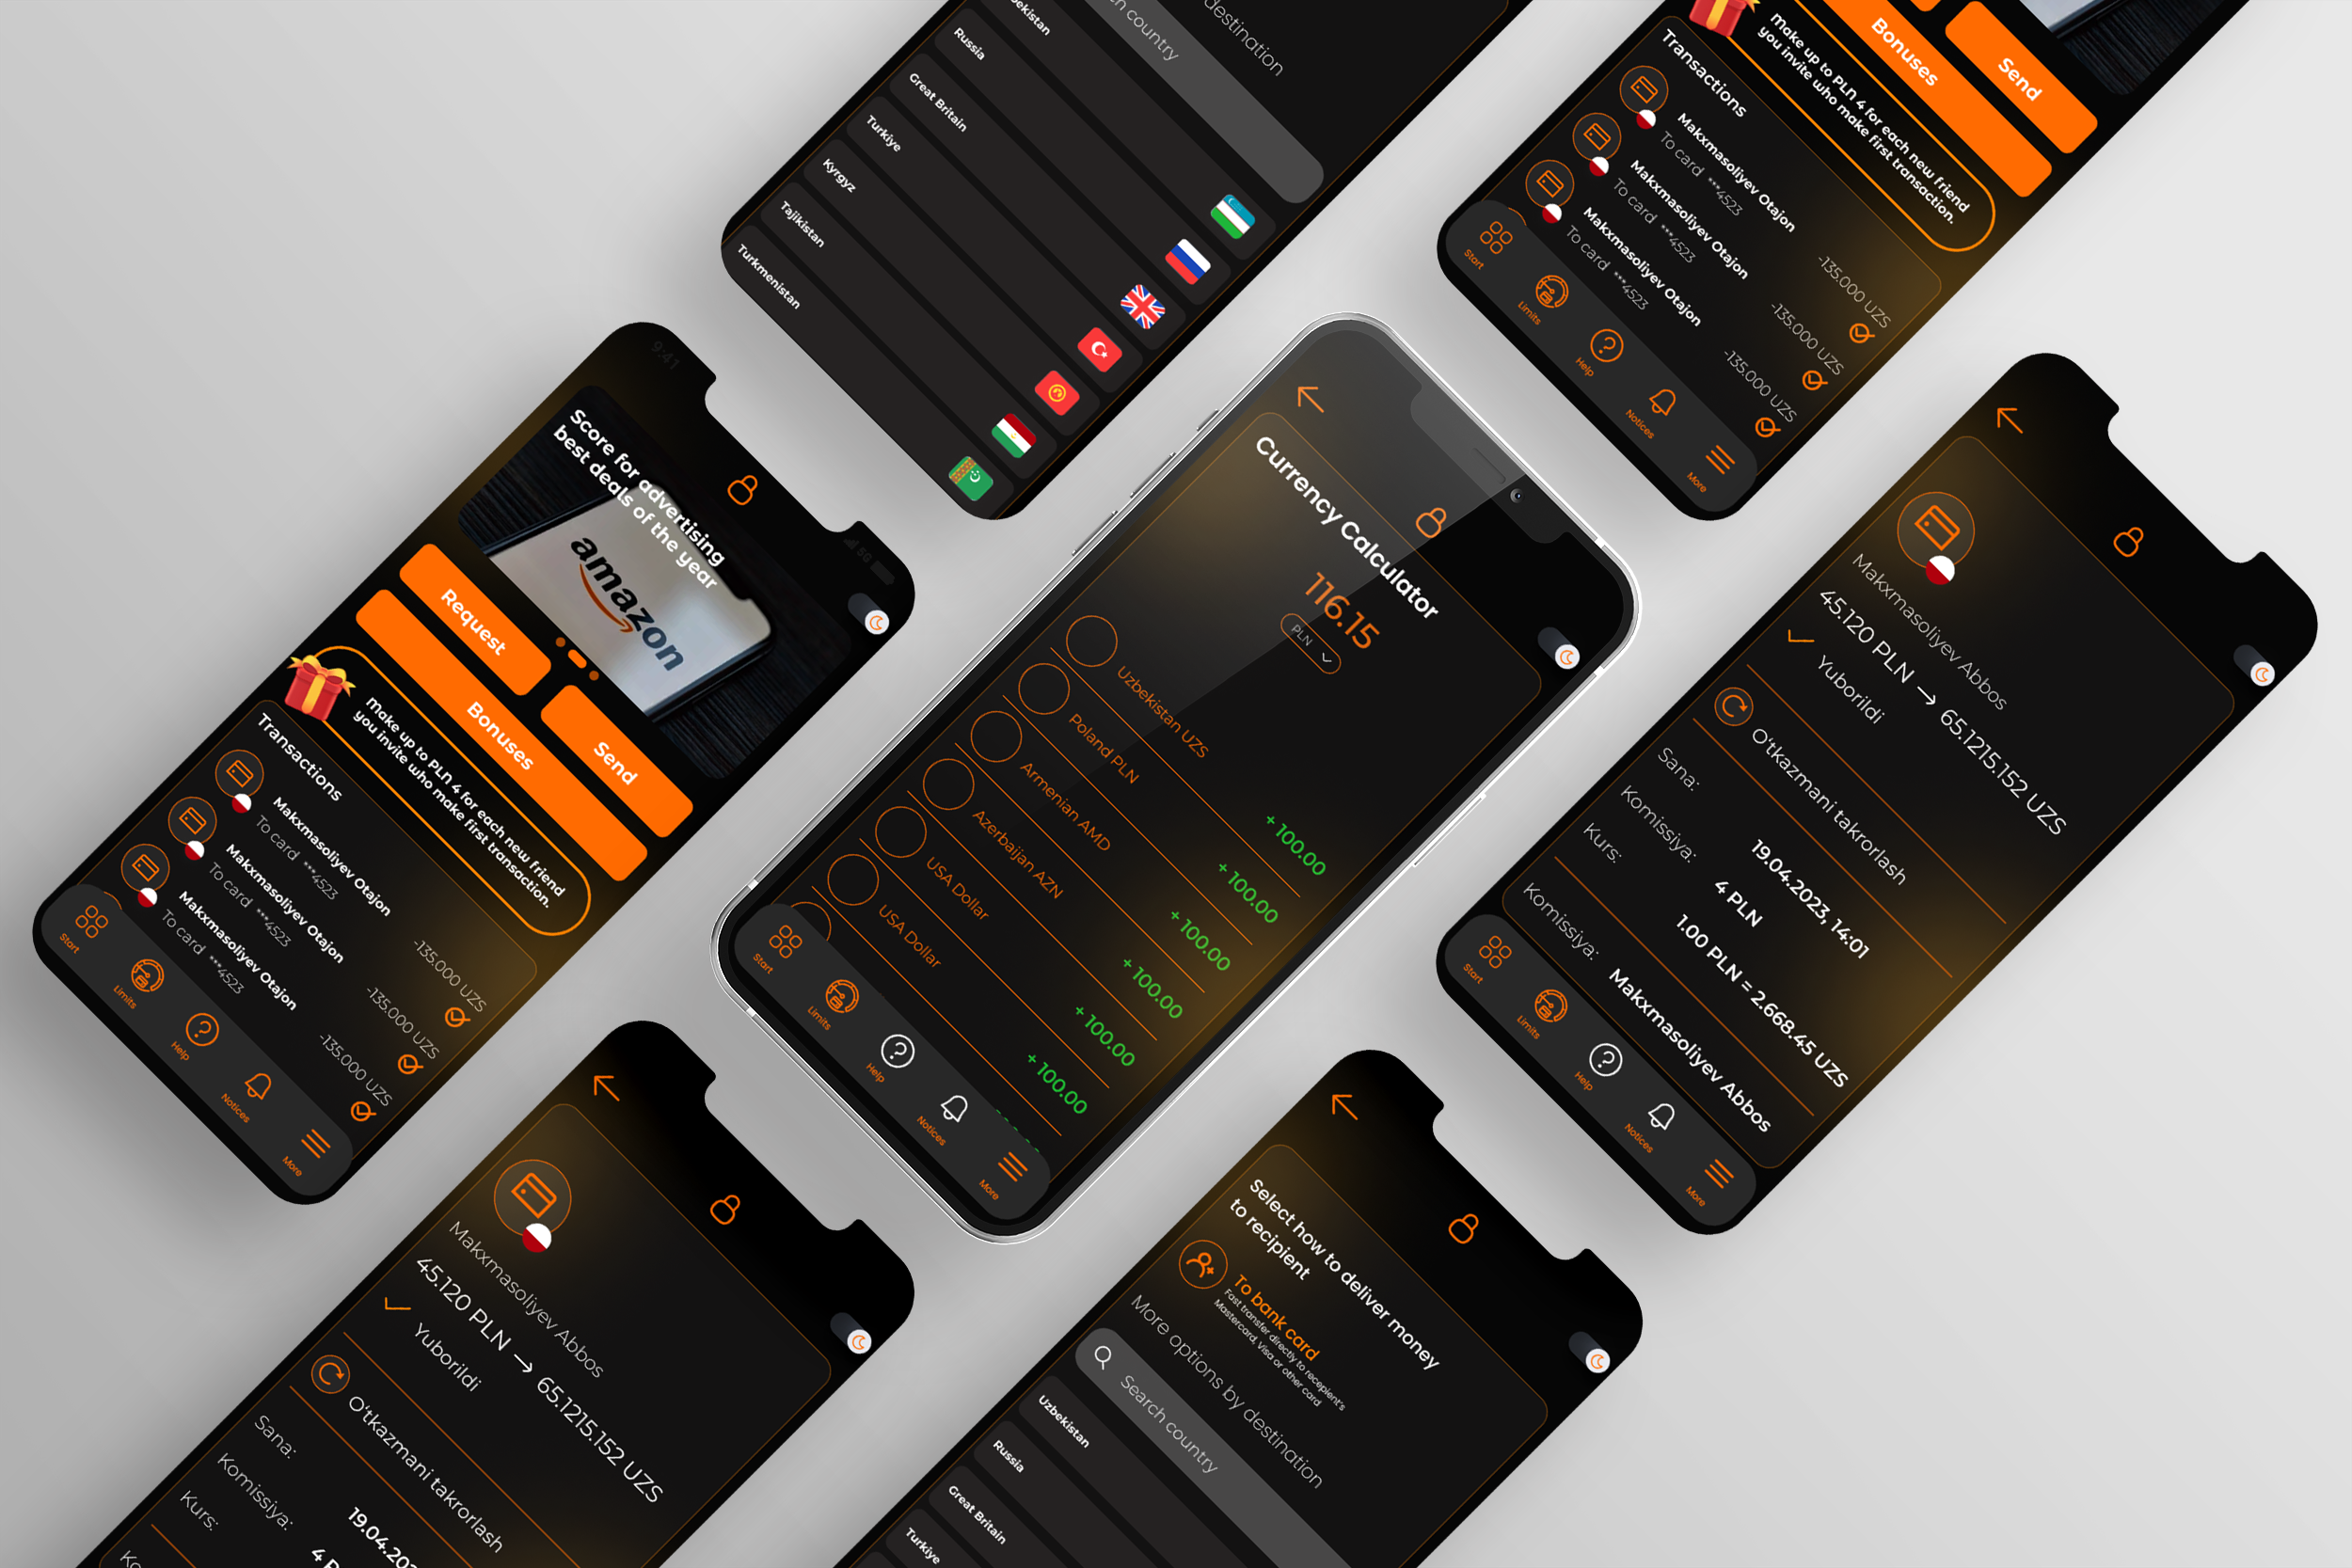 destination
country
Russia
Great Britain
Turkiye
Kyrgyz
Tajikistan
Turkmenistan
Send
Bonuses
make up to PLN 4 for each new friend
you invite who make first transaction.
Transactions
Makxmasoliyev Otajon
To card ***4523
-135.000 UZS
Makxmasoliyev Otajon
To card ***4523
-135.000 UZS
Makxmasoliyev Otajon
To card ***4523
-135.000 UZS
Start
Limits
Help
Notices
More
9:41
5G
Score for advertising
best deals of the year
amazon
Request
Send
Bonuses
make up to PLN 4 for each new friend
you invite who make first transaction.
Transactions
Makxmasoliyev Otajon
To card ***4523
-135.000 UZS
Makxmasoliyev Otajon
To card ***4523
-135.000 UZS
Makxmasoliyev Otajon
To card ***4523
-135.000 UZS
Start
Limits
Help
Notices
More
Currency Calculator
116.15
PLN
Uzbekistan UZS
+100.00
Poland PLN
+100.00
Armenian AMD
+100.00
Azerbaijan AZN
+100.00
USA Dollar
+100.00
USA Dollar
+100.00
Start
Limits
Help
Notices
More
Makxmasoliyev Abbos
45.120 PLN → 65.1215.152 UZS
Yuborildi
O'tkazmani takrorlash
Sana:
19.04.2023, 14:01
Komissiya:
4 PLN
Kurs:
1.00 PLN = 2.668.45 UZS
Komissiya:
Makxmasoliyev Abbos
Start
Limits
Help
Notices
More
Makxmasoliyev Abbos
45.120 PLN → 65.1215.152 UZS
Yuborildi
O'tkazmani takrorlash
Sana:
Komissiya:
Kurs:
Select how to deliver money
to recipient
To bank card
Fast transfer directly to recepient's
Mastercard, Visa or other card
More options by destination
Search country
Uzbekistan
Russia
Great Britain
Turkiye